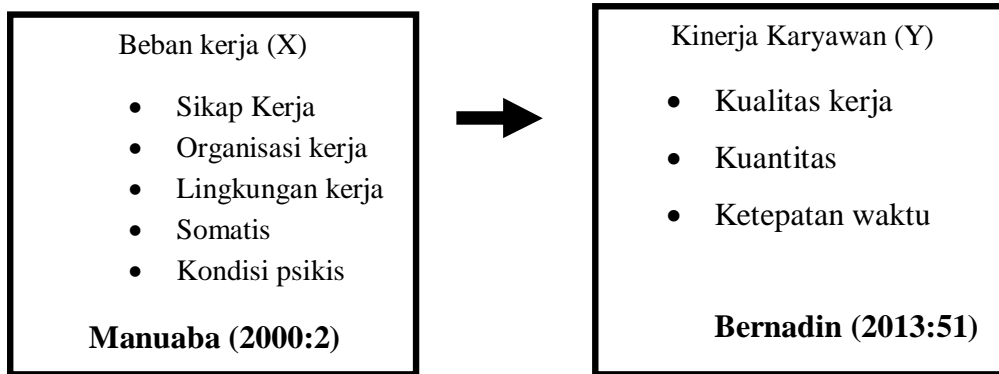 Beban kerja (X)
• Sikap Kerja
• Organisasi kerja
• Lingkungan kerja
• Somatis
• Kondisi psikis
Manuaba (2000:2)
Kinerja Karyawan (Y)
• Kualitas kerja
• Kuantitas
• Ketepatan waktu
Bernadin (2013:51)